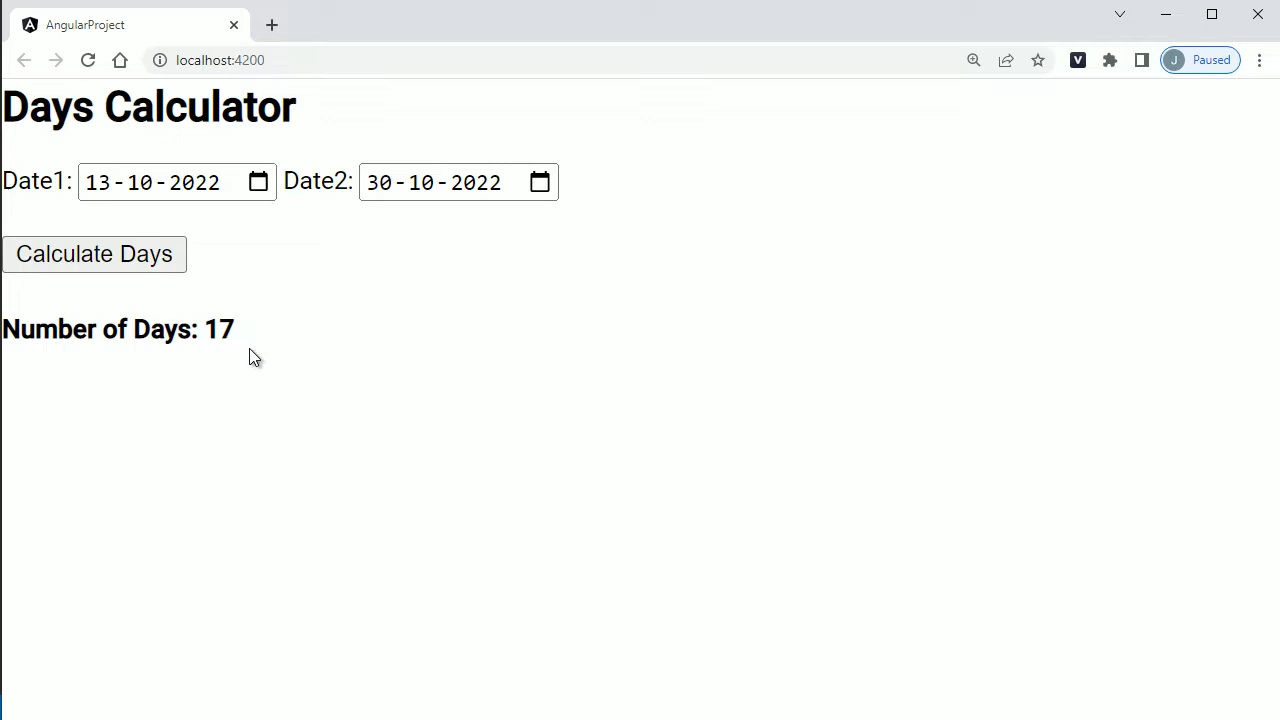 AngularProject
localhost:4200
V
J Paused
Days Calculator
Date1: 13-10-2022 Date2: 30-10-2022
Calculate Days
Number of Days: 17